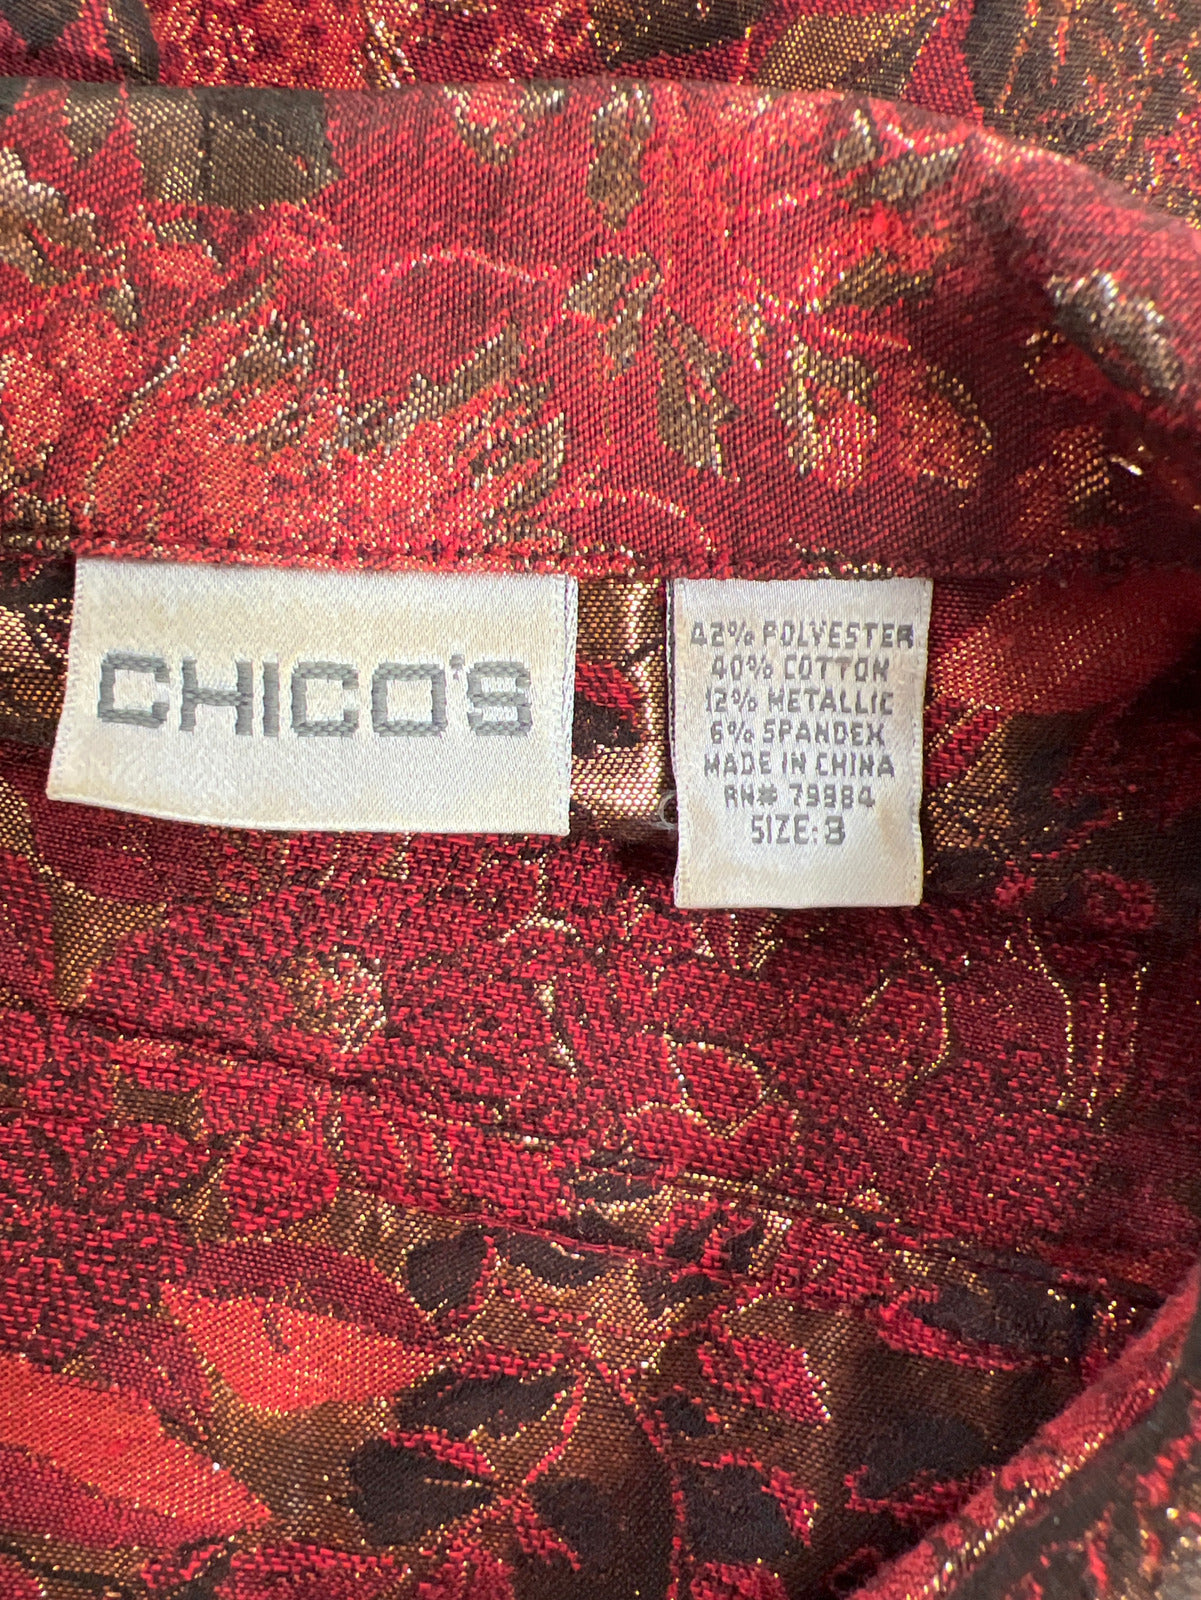 CHICO'S
42% POLYESTER
40% COTTON
12% METALLIC
6% SPANDEX
MADE IN CHINA
RN# 79984
SIZE: 3